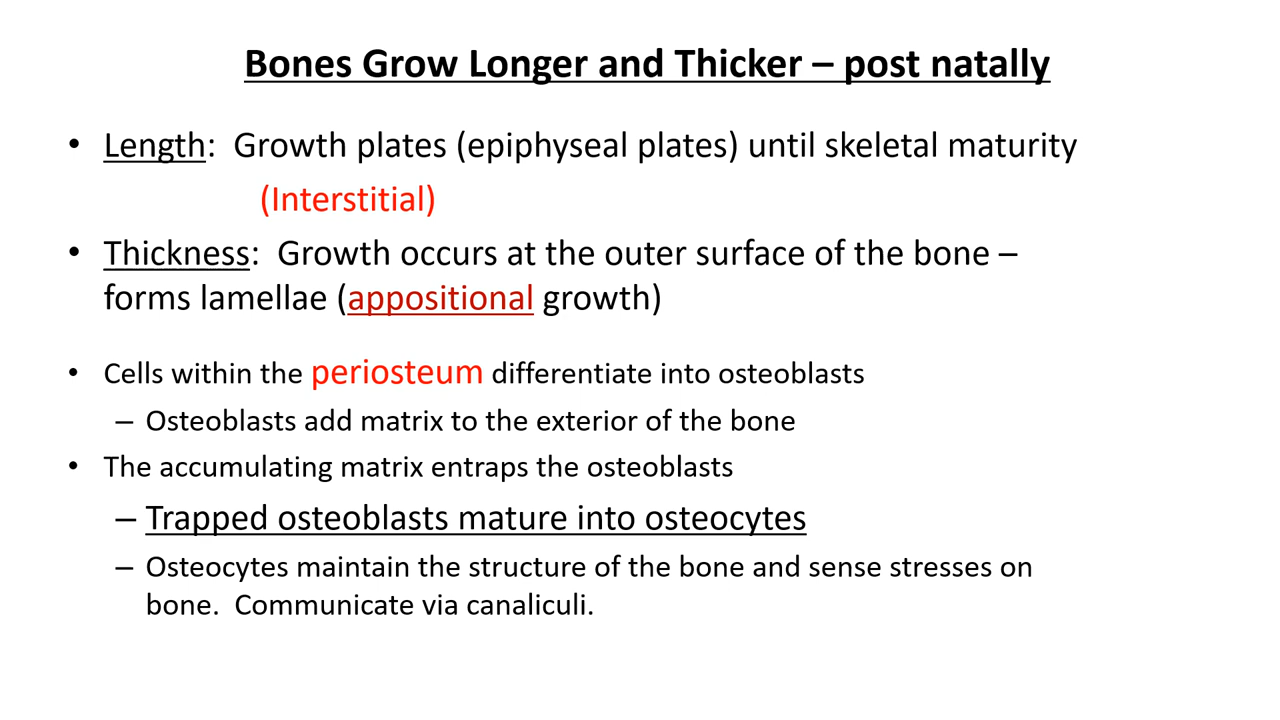 Bones Grow Longer and Thicker – post natally
• Length:  Growth plates (epiphyseal plates) until skeletal maturity
(Interstitial)
• Thickness:  Growth occurs at the outer surface of the bone –
forms lamellae (appositional growth)
• Cells within the periosteum differentiate into osteoblasts
– Osteoblasts add matrix to the exterior of the bone
• The accumulating matrix entraps the osteoblasts
– Trapped osteoblasts mature into osteocytes
– Osteocytes maintain the structure of the bone and sense stresses on
bone.  Communicate via canaliculi.